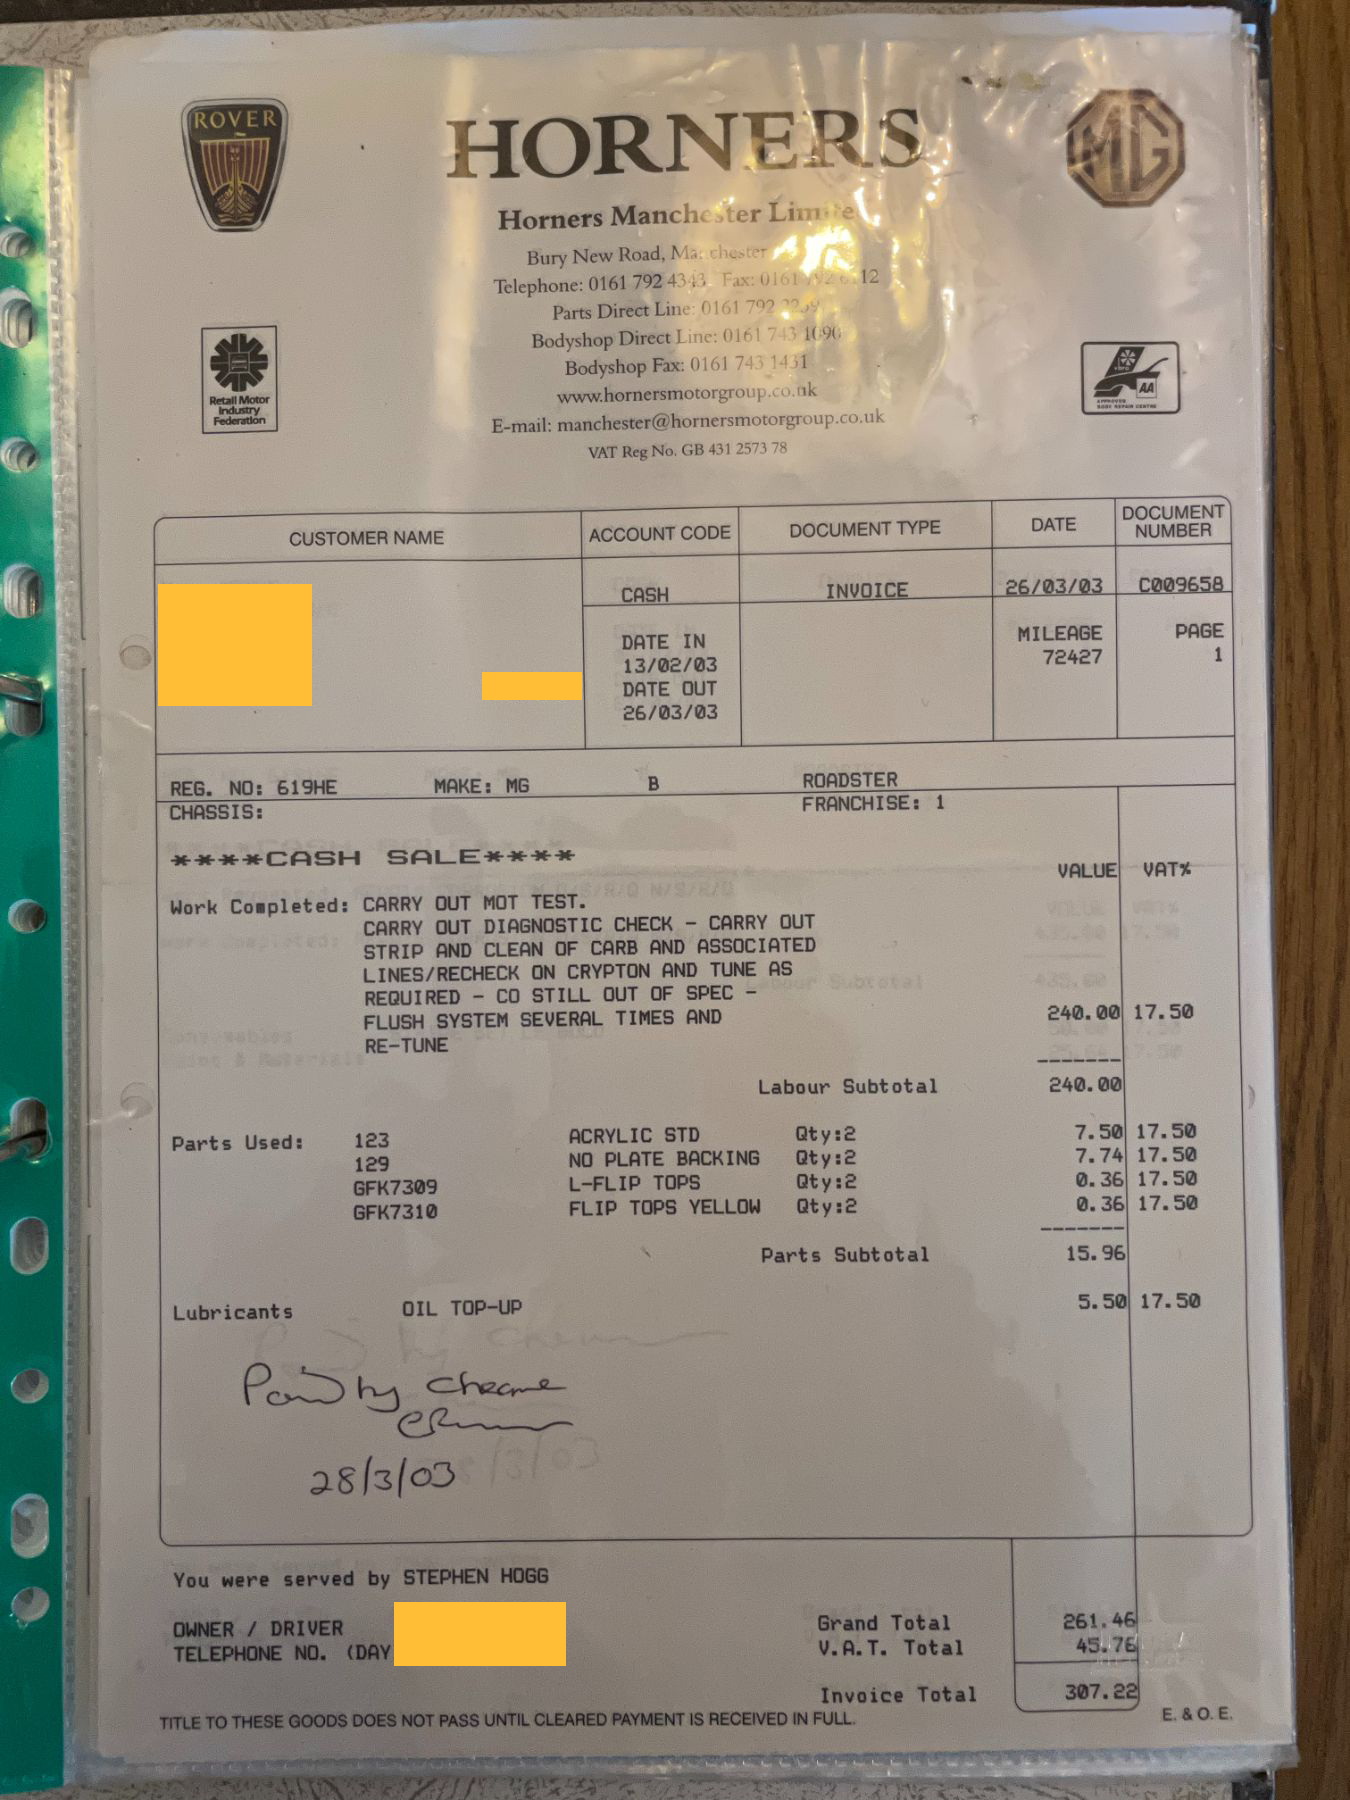 ROVER
HORNERS
MG
Horners Manchester Limited
Bury New Road, Manchester
Telephone: 0161 792 4343 Fax: 0161
Parts Direct Line: 0161 792
Bodyshop Direct Line: 0161 743 1090
Bodyshop Fax: 0161 743 1431
www.hornersmotorgroup.co.uk
E-mail: manchester@hornersmotorgroup.co.uk
VAT Reg No. GB 431 2573 78
Retail Motor
Industry
Federation
AA
APPROVED
BODY REPAIR CENTRE
CUSTOMER NAME ACCOUNT CODE DOCUMENT TYPE DATE DOCUMENT NUMBER
CASH INVOICE 26/03/03 C009658
DATE IN MILEAGE PAGE
13/02/03 72427 1
DATE OUT
26/03/03
REG. NO: 619HE MAKE: MG B ROADSTER
CHASSIS: FRANCHISE: 1
****CASH SALE****
VALUE VAT%
Work Completed: CARRY OUT MOT TEST.
CARRY OUT DIAGNOSTIC CHECK - CARRY OUT
STRIP AND CLEAN OF CARB AND ASSOCIATED
LINES/RECHECK ON CRYPTON AND TUNE AS
REQUIRED - CO STILL OUT OF SPEC -
FLUSH SYSTEM SEVERAL TIMES AND 240.00 17.50
RE-TUNE
Labour Subtotal 240.00
Parts Used: 123 ACRYLIC STD Qty:2 7.50 17.50
129 NO PLATE BACKING Qty:2 7.74 17.50
GFK7309 L-FLIP TOPS Qty:2 0.36 17.50
GFK7310 FLIP TOPS YELLOW Qty:2 0.36 17.50
Parts Subtotal 15.96
Lubricants OIL TOP-UP 5.50 17.50
Paid by Cheque
28/3/03
You were served by STEPHEN HOGG
OWNER / DRIVER Grand Total 261.46
TELEPHONE NO. (DAY V.A.T. Total 45.76
Invoice Total 307.22
TITLE TO THESE GOODS DOES NOT PASS UNTIL CLEARED PAYMENT IS RECEIVED IN FULL. E. & O. E.